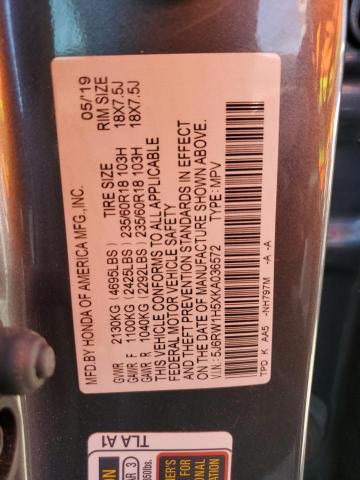 MFD.BY HONDA OF AMERICA MFG.,INC. 05/19
TIRE SIZE RIM SIZE
GVWR 2130KG (4695LBS)
GAWR F 1100KG (2425LBS) 235/60R18 103H 18X7.5J
GAWR R 1040KG (2292LBS) 235/60R18 103H 18X7.5J
THIS VEHICLE CONFORMS TO ALL APPLICABLE
FEDERAL MOTOR VEHICLE SAFETY
AND THEFT PREVENTION STANDARDS IN EFFECT
ON THE DATE OF MANUFACTURE SHOWN ABOVE.
V.I.N.: 5J6RW1H5XKA036572 TYPE: MPV
TPD K AA5 -NH797M -A -A
TLA A1
AR 3